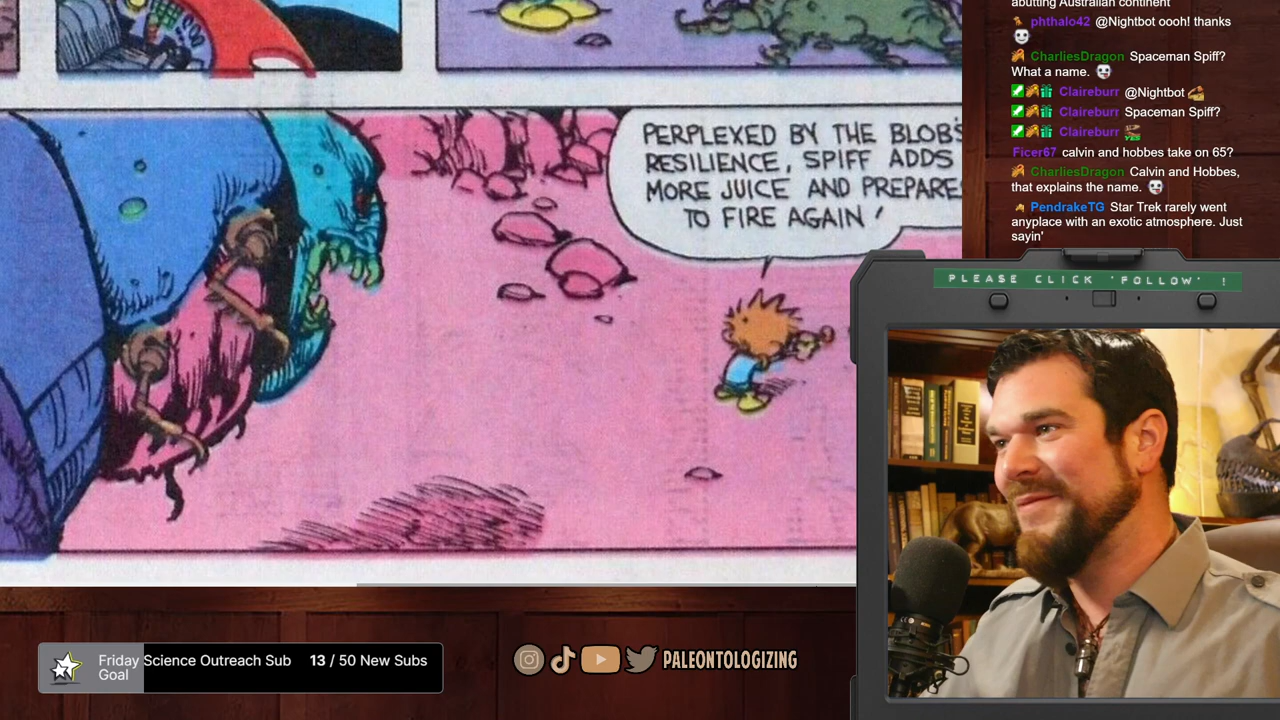 abutting Australian continent
phthalo42 @Nightbot oooh! thanks
CharliesDragon Spaceman Spiff?
What a name.
Claireburr @Nightbot
Claireburr Spaceman Spiff?
Claireburr
Ficer67 calvin and hobbes take on 65?
CharliesDragon Calvin and Hobbes,
that explains the name.
PendrakeTG Star Trek rarely went
anyplace with an exotic atmosphere. Just
sayin'
PERPLEXED BY THE BLOB'S
RESILIENCE, SPIFF ADDS
MORE JUICE AND PREPARE
TO FIRE AGAIN!
PLEASE CLICK "FOLLOW" !
Friday Science Outreach Sub 13 / 50 New Subs
Goal
PALEONTOLOGIZING